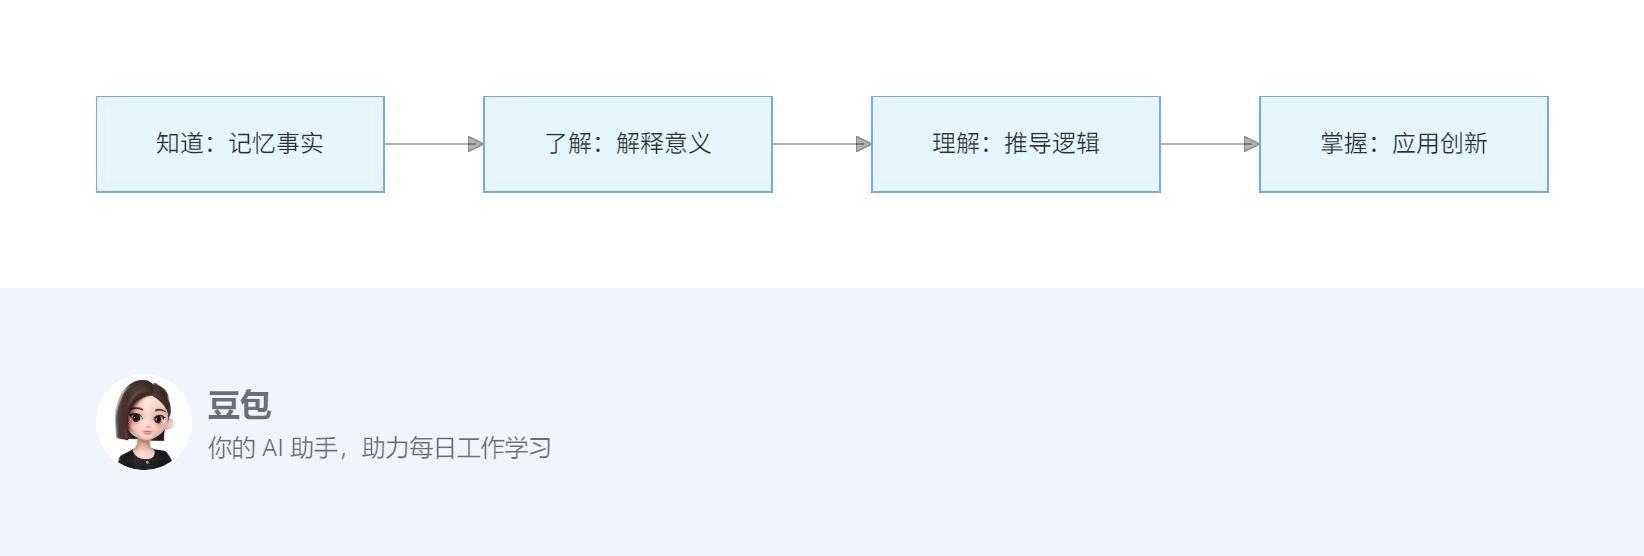 知道：记忆事实
了解：解释意义
理解：推导逻辑
掌握：应用创新
豆包
你的 AI 助手，助力每日工作学习